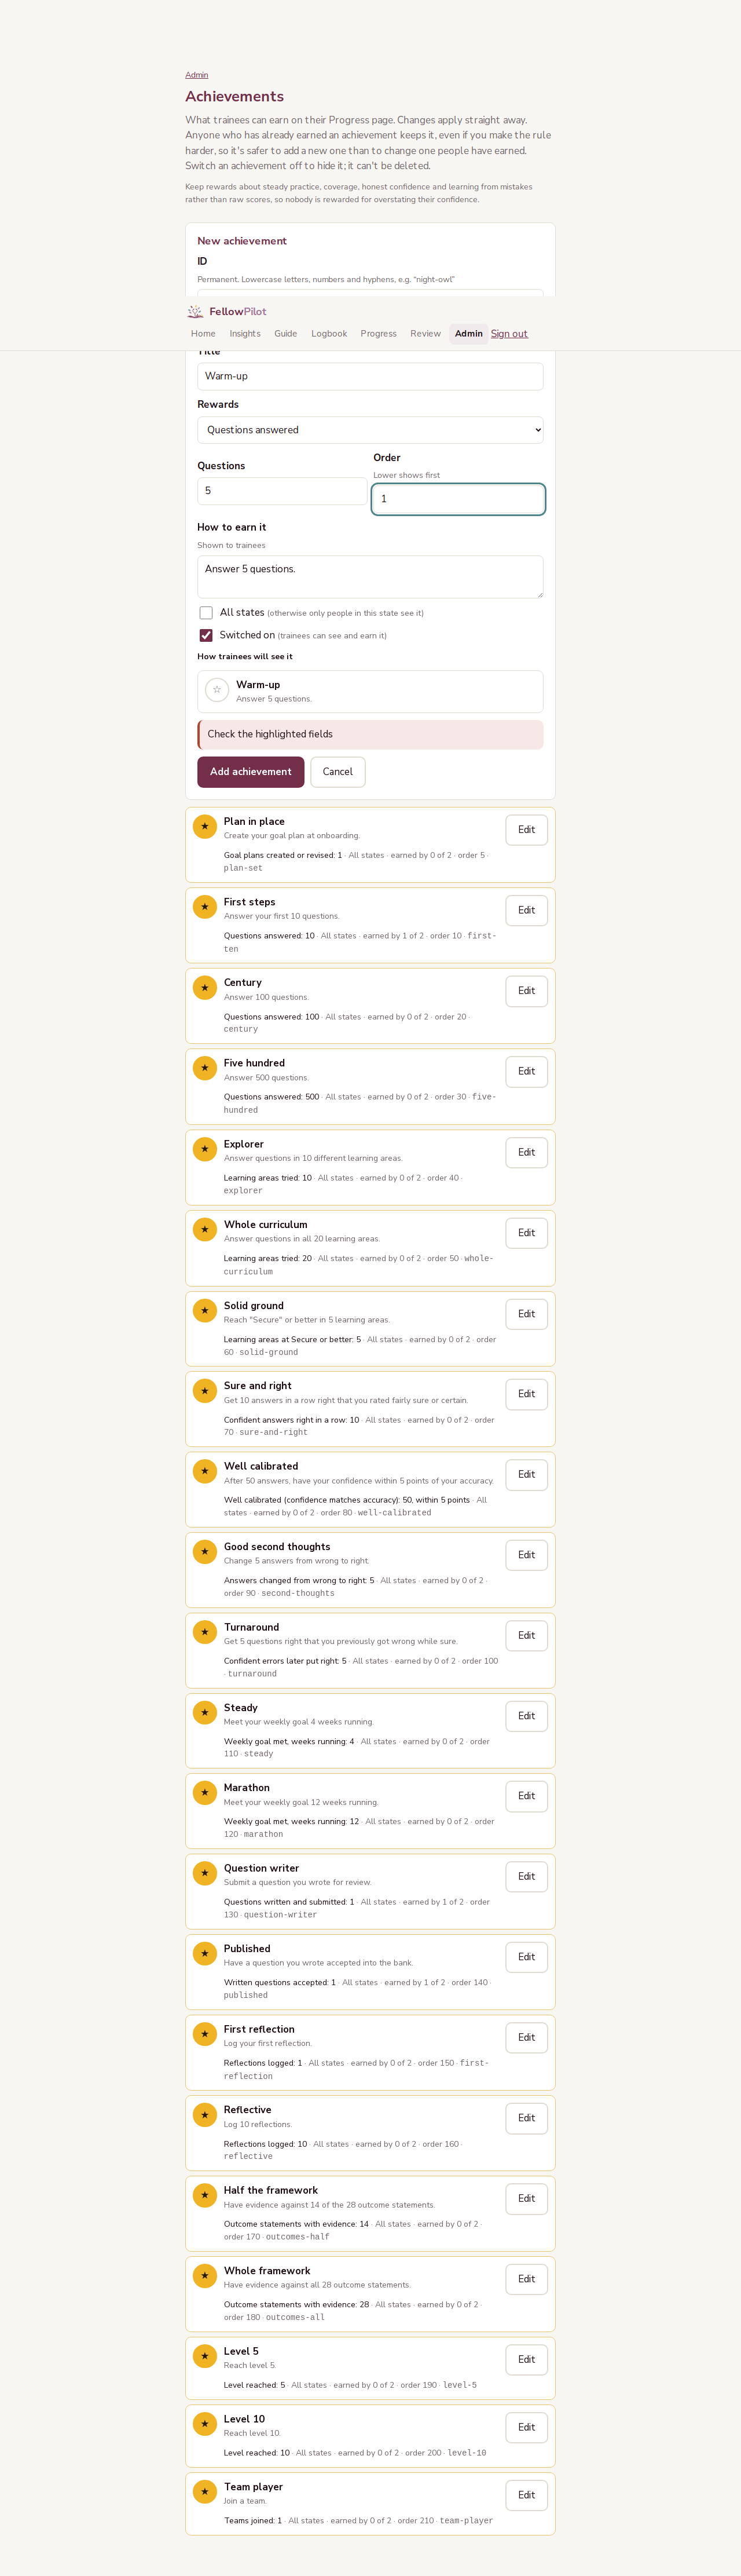 Admin
Achievements
What trainees can earn on their Progress page. Changes apply straight away.
Anyone who has already earned an achievement keeps it, even if you make the rule
harder, so it's safer to add a new one than to change one people have earned.
Switch an achievement off to hide it; it can't be deleted.
Keep rewards about steady practice, coverage, honest confidence and learning from mistakes
rather than raw scores, so nobody is rewarded for overstating their confidence.
New achievement
ID
Permanent. Lowercase letters, numbers and hyphens, e.g. “night-owl”
FellowPilot
Home Insights Guide Logbook Progress Review Admin Sign out
Title
Warm-up
Rewards
Questions answered
Questions
Order
Lower shows first
5
1
How to earn it
Shown to trainees
Answer 5 questions.
All states (otherwise only people in this state see it)
Switched on (trainees can see and earn it)
How trainees will see it
☆ Warm-up
Answer 5 questions.
Check the highlighted fields
Add achievement Cancel
★ Plan in place Edit
Create your goal plan at onboarding.
Goal plans created or revised: 1 · All states · earned by 0 of 2 · order 5 ·
plan-set
★ First steps Edit
Answer your first 10 questions.
Questions answered: 10 · All states · earned by 1 of 2 · order 10 · first-
ten
★ Century Edit
Answer 100 questions.
Questions answered: 100 · All states · earned by 0 of 2 · order 20 ·
century
★ Five hundred Edit
Answer 500 questions.
Questions answered: 500 · All states · earned by 0 of 2 · order 30 · five-
hundred
★ Explorer Edit
Answer questions in 10 different learning areas.
Learning areas tried: 10 · All states · earned by 0 of 2 · order 40 ·
explorer
★ Whole curriculum Edit
Answer questions in all 20 learning areas.
Learning areas tried: 20 · All states · earned by 0 of 2 · order 50 · whole-
curriculum
★ Solid ground Edit
Reach "Secure" or better in 5 learning areas.
Learning areas at Secure or better: 5 · All states · earned by 0 of 2 · order
60 · solid-ground
★ Sure and right Edit
Get 10 answers in a row right that you rated fairly sure or certain.
Confident answers right in a row: 10 · All states · earned by 0 of 2 · order
70 · sure-and-right
★ Well calibrated Edit
After 50 answers, have your confidence within 5 points of your accuracy.
Well calibrated (confidence matches accuracy): 50, within 5 points · All
states · earned by 0 of 2 · order 80 · well-calibrated
★ Good second thoughts Edit
Change 5 answers from wrong to right.
Answers changed from wrong to right: 5 · All states · earned by 0 of 2 ·
order 90 · second-thoughts
★ Turnaround Edit
Get 5 questions right that you previously got wrong while sure.
Confident errors later put right: 5 · All states · earned by 0 of 2 · order 100
· turnaround
★ Steady Edit
Meet your weekly goal 4 weeks running.
Weekly goal met, weeks running: 4 · All states · earned by 0 of 2 · order
110 · steady
★ Marathon Edit
Meet your weekly goal 12 weeks running.
Weekly goal met, weeks running: 12 · All states · earned by 0 of 2 · order
120 · marathon
★ Question writer Edit
Submit a question you wrote for review.
Questions written and submitted: 1 · All states · earned by 1 of 2 · order
130 · question-writer
★ Published Edit
Have a question you wrote accepted into the bank.
Written questions accepted: 1 · All states · earned by 1 of 2 · order 140 ·
published
★ First reflection Edit
Log your first reflection.
Reflections logged: 1 · All states · earned by 0 of 2 · order 150 · first-
reflection
★ Reflective Edit
Log 10 reflections.
Reflections logged: 10 · All states · earned by 0 of 2 · order 160 ·
reflective
★ Half the framework Edit
Have evidence against 14 of the 28 outcome statements.
Outcome statements with evidence: 14 · All states · earned by 0 of 2 ·
order 170 · outcomes-half
★ Whole framework Edit
Have evidence against all 28 outcome statements.
Outcome statements with evidence: 28 · All states · earned by 0 of 2 ·
order 180 · outcomes-all
★ Level 5 Edit
Reach level 5.
Level reached: 5 · All states · earned by 0 of 2 · order 190 · level-5
★ Level 10 Edit
Reach level 10.
Level reached: 10 · All states · earned by 0 of 2 · order 200 · level-10
★ Team player Edit
Join a team.
Teams joined: 1 · All states · earned by 0 of 2 · order 210 · team-player